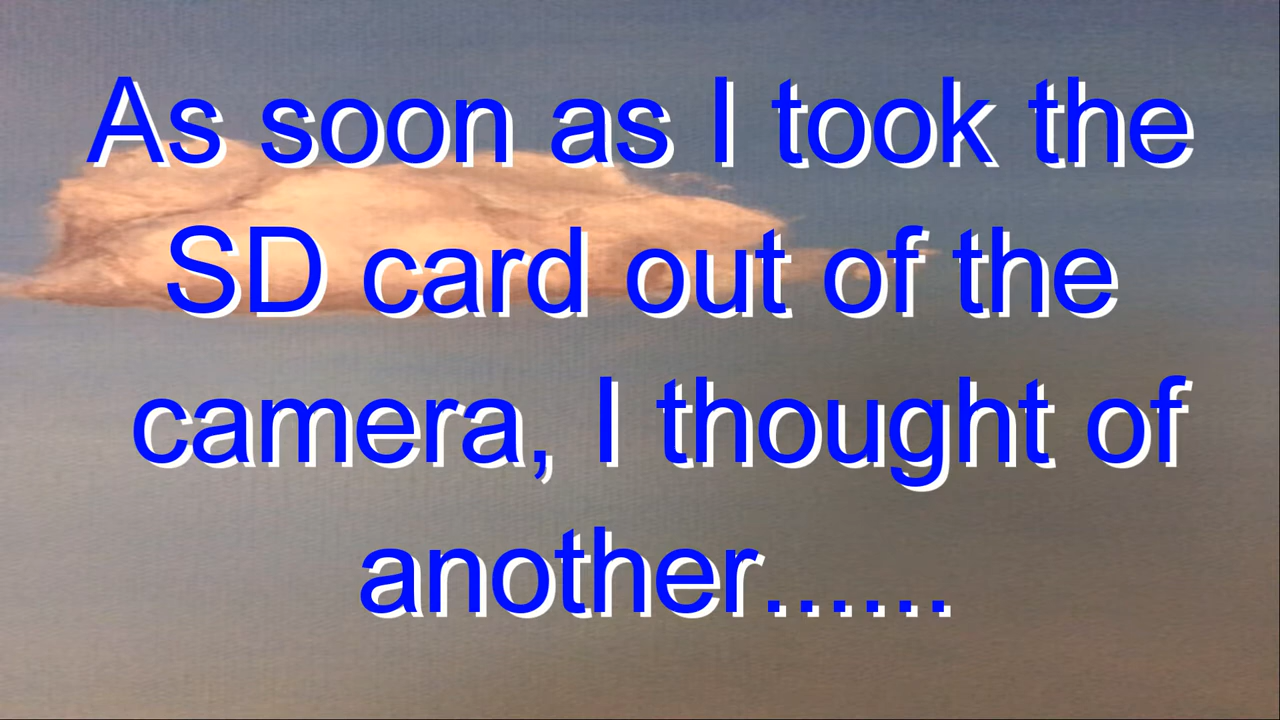 As soon as I took the
SD card out of the
camera, I thought of
another......